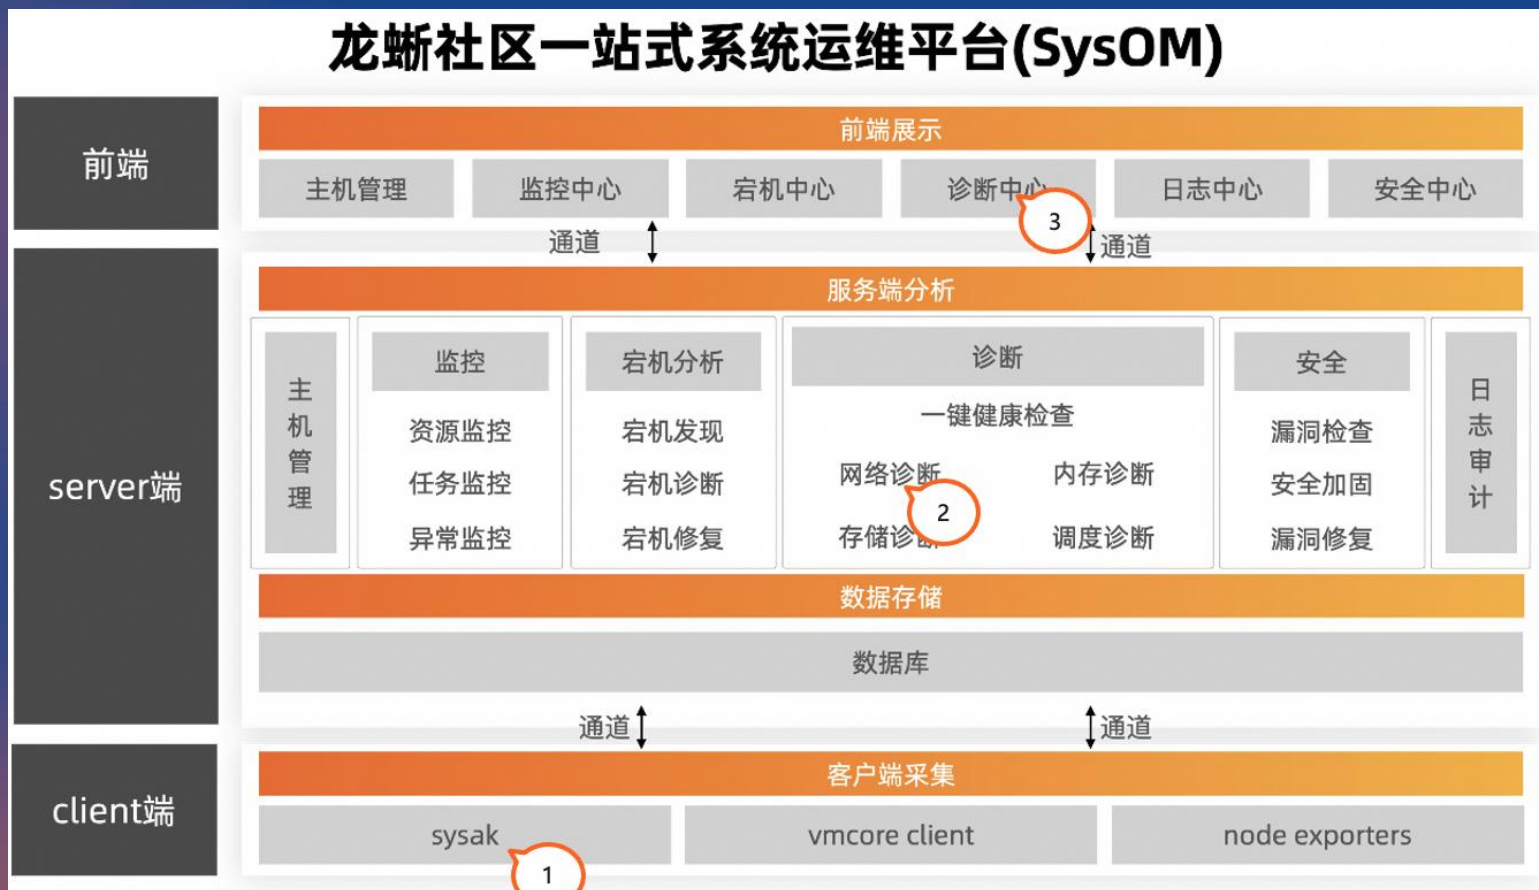 龙蜥社区一站式系统运维平台(SysOM)
前端
前端展示
主机管理
监控中心
宕机中心
诊断中心
日志中心
安全中心
3
通道
通道
server端
服务端分析
主机管理
监控
资源监控
任务监控
异常监控
宕机分析
宕机发现
宕机诊断
宕机修复
诊断
一键健康检查
网络诊断
内存诊断
2
存储诊断
调度诊断
安全
漏洞检查
安全加固
漏洞修复
日志审计
数据存储
数据库
通道
通道
client端
客户端采集
sysak
vmcore client
node exporters
1